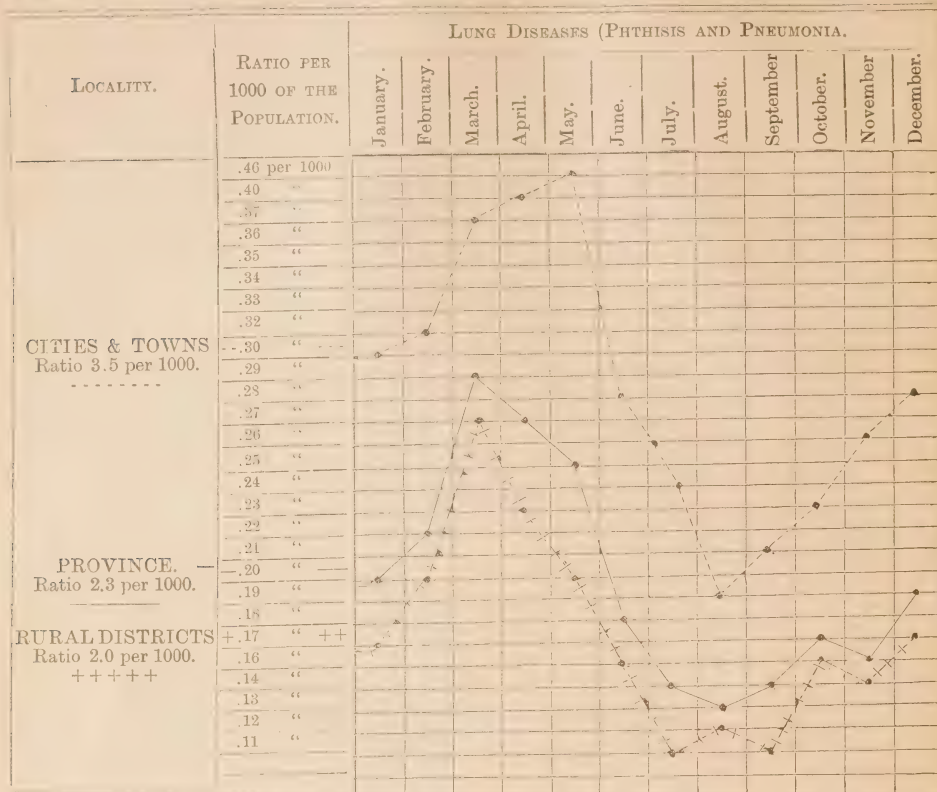 LUNG DISEASES (PHTHISIS AND PNEUMONIA.
LOCALITY.
RATIO PER
1000 OF THE
POPULATION.
January.
February.
March.
April.
May.
June.
July.
August.
September
October.
November
December.
.46 per 1000
.40 "
.37 "
.36 "
.35 "
.34 "
.33 "
.32 "
CITIES & TOWNS
Ratio 3.5 per 1000.
- - - - - - - -
.30 "
.29 "
.28 "
.27 "
.26 "
.25 "
.24 "
.23 "
.22 "
.21 "
PROVINCE. —
Ratio 2.3 per 1000.
.20 "
.19 "
.18 "
RURAL DISTRICTS
Ratio 2.0 per 1000.
+ + + + +
+.17 " ++
.16 "
.14 "
.13 "
.12 "
.11 "